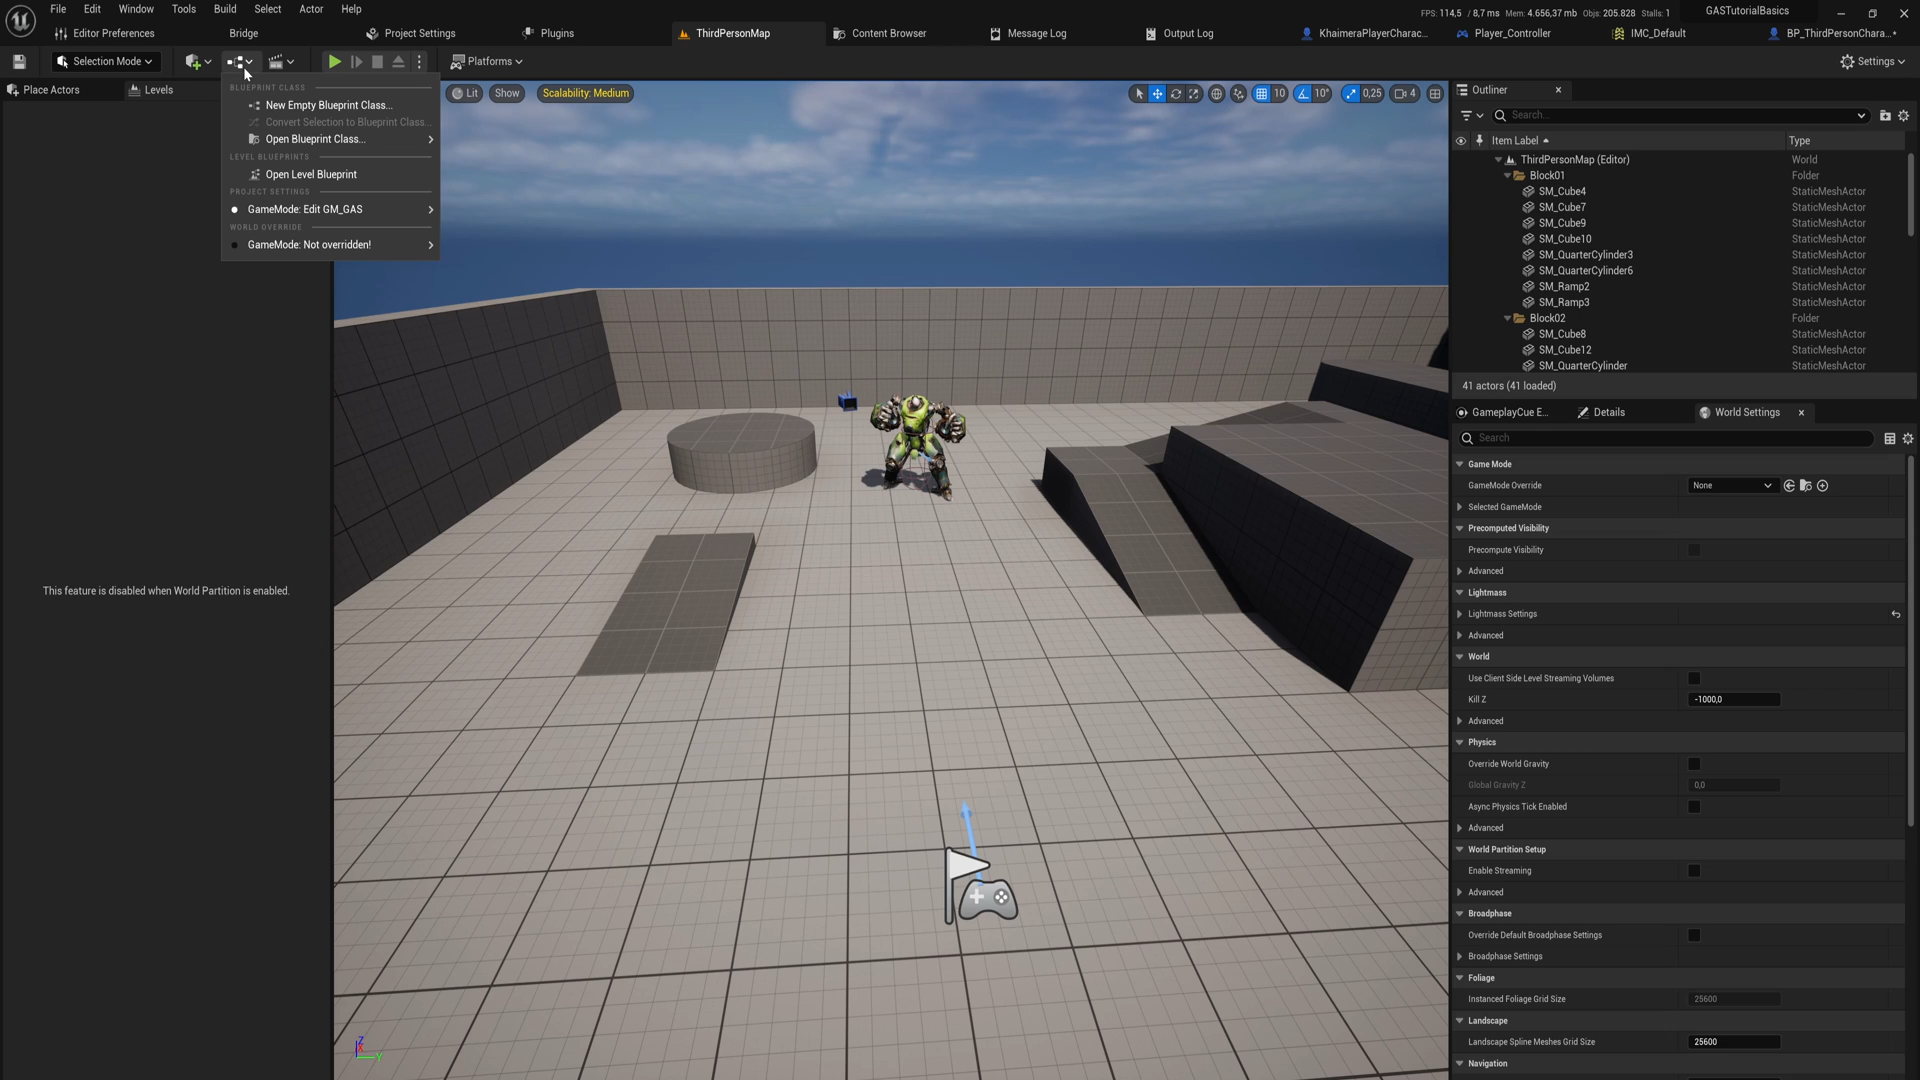 File Edit Window Tools Build Select Actor Help
FPS: 114,5 / 8,7 ms Mem: 4.656,37 mb Objs: 205.828 Stalls: 1 GASTutorialBasics
Editor Preferences Bridge Project Settings Plugins ThirdPersonMap Content Browser Message Log Output Log KhaimeraPlayerCharac... Player_Controller IMC_Default BP_ThirdPersonChara...*
Selection Mode Platforms Settings
Place Actors Levels
BLUEPRINT CLASS
New Empty Blueprint Class...
Convert Selection to Blueprint Class...
Open Blueprint Class...
LEVEL BLUEPRINTS
Open Level Blueprint
PROJECT SETTINGS
GameMode: Edit GM_GAS
WORLD OVERRIDE
GameMode: Not overridden!
This feature is disabled when World Partition is enabled.
Lit Show Scalability: Medium 10 10° 0,25 4
Z
X
Y
Outliner
Search...
Item Label Type
ThirdPersonMap (Editor) World
Block01 Folder
SM_Cube4 StaticMeshActor
SM_Cube7 StaticMeshActor
SM_Cube9 StaticMeshActor
SM_Cube10 StaticMeshActor
SM_QuarterCylinder3 StaticMeshActor
SM_QuarterCylinder6 StaticMeshActor
SM_Ramp2 StaticMeshActor
SM_Ramp3 StaticMeshActor
Block02 Folder
SM_Cube8 StaticMeshActor
SM_Cube12 StaticMeshActor
SM_QuarterCylinder StaticMeshActor
41 actors (41 loaded)
GameplayCue E... Details World Settings
Search
Game Mode
GameMode Override None
Selected GameMode
Precomputed Visibility
Precompute Visibility
Advanced
Lightmass
Lightmass Settings
Advanced
World
Use Client Side Level Streaming Volumes
Kill Z -1000,0
Advanced
Physics
Override World Gravity
Global Gravity Z 0,0
Async Physics Tick Enabled
Advanced
World Partition Setup
Enable Streaming
Advanced
Broadphase
Override Default Broadphase Settings
Broadphase Settings
Foliage
Instanced Foliage Grid Size 25600
Landscape
Landscape Spline Meshes Grid Size 25600
Navigation